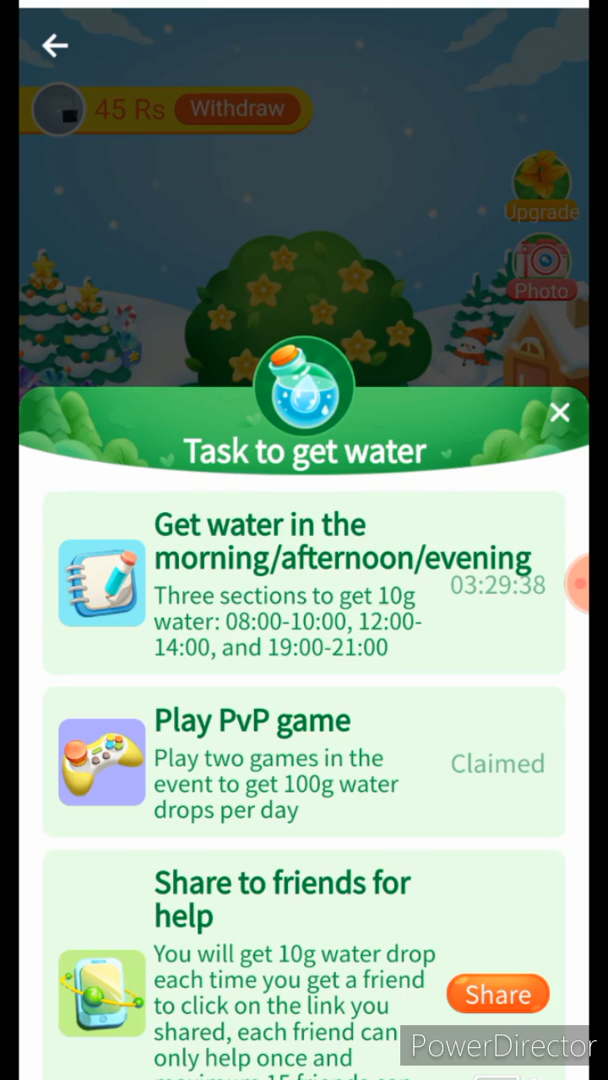 45 Rs Withdraw
Upgrade
Photo
Task to get water
Get water in the
morning/afternoon/evening
03:29:38
Three sections to get 10g
water: 08:00-10:00, 12:00-
14:00, and 19:00-21:00
Play PvP game
Play two games in the
event to get 100g water
drops per day
Claimed
Share to friends for
help
You will get 10g water drop
each time you get a friend
to click on the link you
shared, each friend can
only help once and
Share
PowerDirector